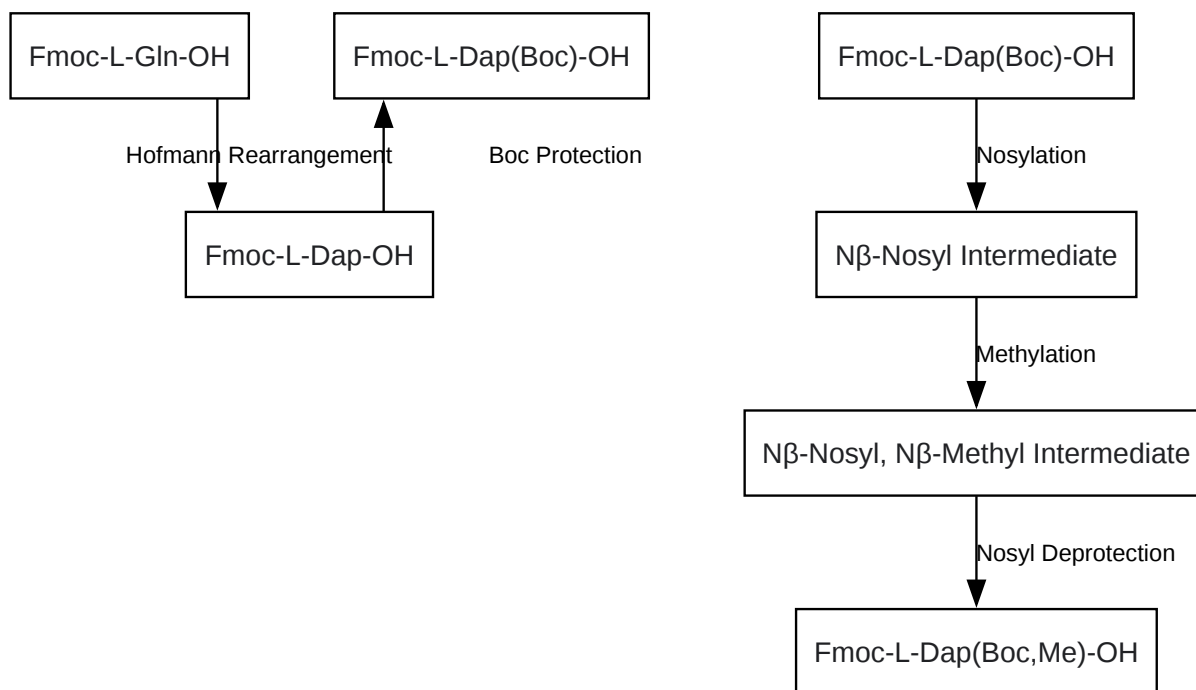 Fmoc-L-Gln-OH
Fmoc-L-Dap(Boc)-OH
Fmoc-L-Dap(Boc)-OH
Hofmann Rearrangement
Boc Protection
Nosylation
Fmoc-L-Dap-OH
Nβ-Nosyl Intermediate
Methylation
Nβ-Nosyl, Nβ-Methyl Intermediate
Nosyl Deprotection
Fmoc-L-Dap(Boc,Me)-OH